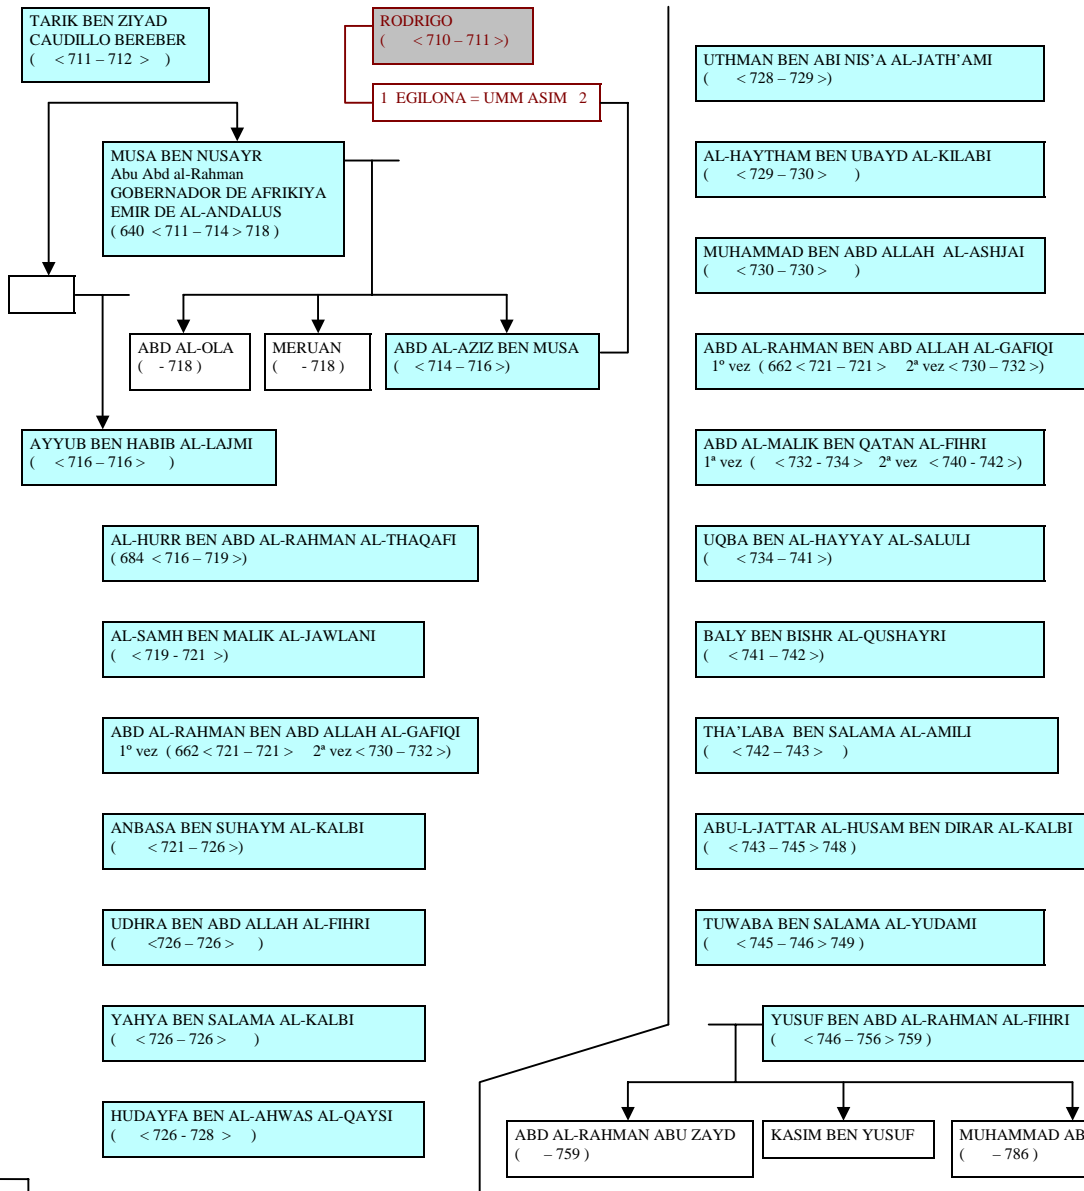 TARIK BEN ZIYAD
CAUDILLO BEREBER
( < 711 – 712 > )
RODRIGO
( < 710 – 711 >)
1 EGILONA = UMM ASIM 2
MUSA BEN NUSAYR
Abu Abd al-Rahman
GOBERNADOR DE AFRIKIYA
EMIR DE AL-ANDALUS
( 640 < 711 – 714 > 718 )
ABD AL-OLA
( - 718 )
MERUAN
( - 718 )
ABD AL-AZIZ BEN MUSA
( < 714 – 716 >)
AYYUB BEN HABIB AL-LAJMI
( < 716 – 716 > )
AL-HURR BEN ABD AL-RAHMAN AL-THAQAFI
( 684 < 716 – 719 >)
AL-SAMH BEN MALIK AL-JAWLANI
( < 719 - 721 >)
ABD AL-RAHMAN BEN ABD ALLAH AL-GAFIQI
1º vez ( 662 < 721 – 721 > 2ª vez < 730 – 732 >)
ANBASA BEN SUHAYM AL-KALBI
( < 721 – 726 >)
UDHRA BEN ABD ALLAH AL-FIHRI
( <726 – 726 > )
YAHYA BEN SALAMA AL-KALBI
( < 726 – 726 > )
HUDAYFA BEN AL-AHWAS AL-QAYSI
( < 726 - 728 > )
UTHMAN BEN ABI NIS’A AL-JATH’AMI
( < 728 – 729 >)
AL-HAYTHAM BEN UBAYD AL-KILABI
( < 729 – 730 > )
MUHAMMAD BEN ABD ALLAH AL-ASHJAI
( < 730 – 730 > )
ABD AL-RAHMAN BEN ABD ALLAH AL-GAFIQI
1º vez ( 662 < 721 – 721 > 2ª vez < 730 – 732 >)
ABD AL-MALIK BEN QATAN AL-FIHRI
1ª vez ( < 732 - 734 > 2ª vez < 740 - 742 >)
UQBA BEN AL-HAYYAY AL-SALULI
( < 734 – 741 >)
BALY BEN BISHR AL-QUSHAYRI
( < 741 – 742 >)
THA’LABA BEN SALAMA AL-AMILI
( < 742 – 743 > )
ABU-L-JATTAR AL-HUSAM BEN DIRAR AL-KALBI
( < 743 – 745 > 748 )
TUWABA BEN SALAMA AL-YUDAMI
( < 745 – 746 > 749 )
YUSUF BEN ABD AL-RAHMAN AL-FIHRI
( < 746 – 756 > 759 )
ABD AL-RAHMAN ABU ZAYD
( – 759 )
KASIM BEN YUSUF
MUHAMMAD AB
( – 786 )